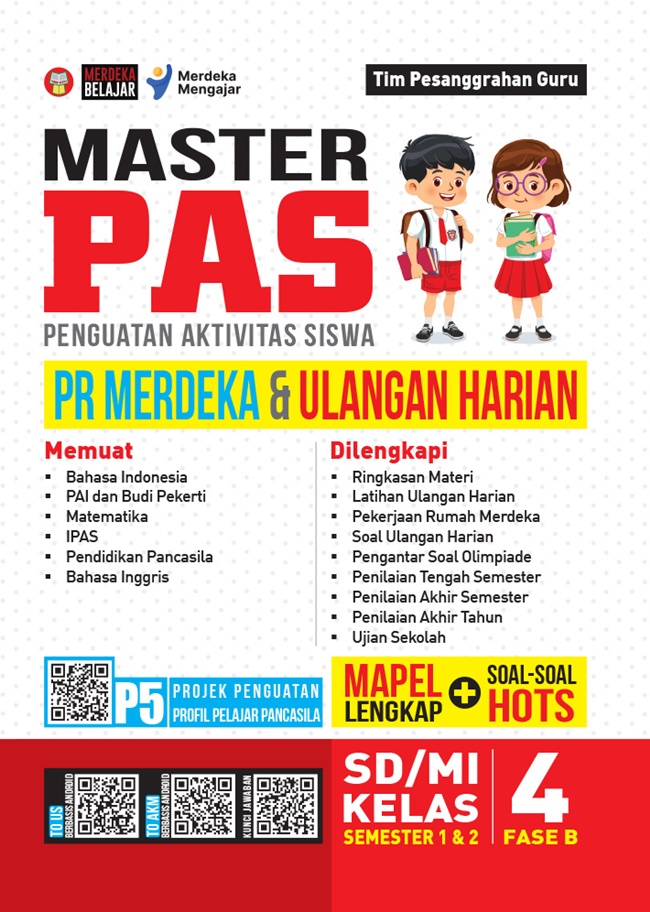 MERDEKA
BELAJAR
Merdeka
Mengajar
Tim Pesanggrahan Guru
MASTER
PAS
PENGUATAN AKTIVITAS SISWA
PR MERDEKA & ULANGAN HARIAN
Memuat
▪ Bahasa Indonesia
▪ PAI dan Budi Pekerti
▪ Matematika
▪ IPAS
▪ Pendidikan Pancasila
▪ Bahasa Inggris
Dilengkapi
▪ Ringkasan Materi
▪ Latihan Ulangan Harian
▪ Pekerjaan Rumah Merdeka
▪ Soal Ulangan Harian
▪ Pengantar Soal Olimpiade
▪ Penilaian Tengah Semester
▪ Penilaian Akhir Semester
▪ Penilaian Akhir Tahun
▪ Ujian Sekolah
P5
PROJEK PENGUATAN
PROFIL PELAJAR PANCASILA
MAPEL
LENGKAP
+
SOAL-SOAL
HOTS
TO US
BERBASIS ANDROID
TO AKM
BERBASIS ANDROID
KUNCI JAWABAN
SD/MI
KELAS
SEMESTER 1 & 2
4
FASE B